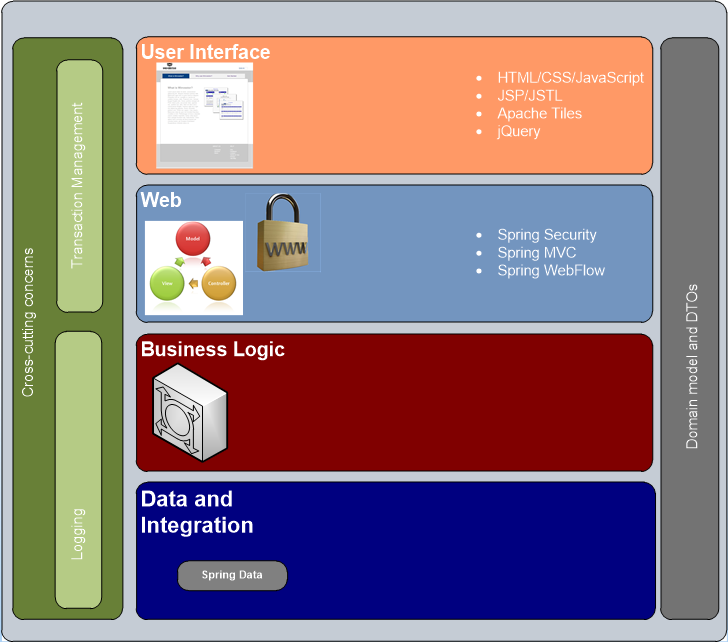 Cross-cutting concerns
Transaction Management
Logging
User Interface
• HTML/CSS/JavaScript
• JSP/JSTL
• Apache Tiles
• jQuery
Web
Model
View
Controller
WWW
• Spring Security
• Spring MVC
• Spring WebFlow
Business Logic
Data and
Integration
Spring Data
Domain model and DTOs